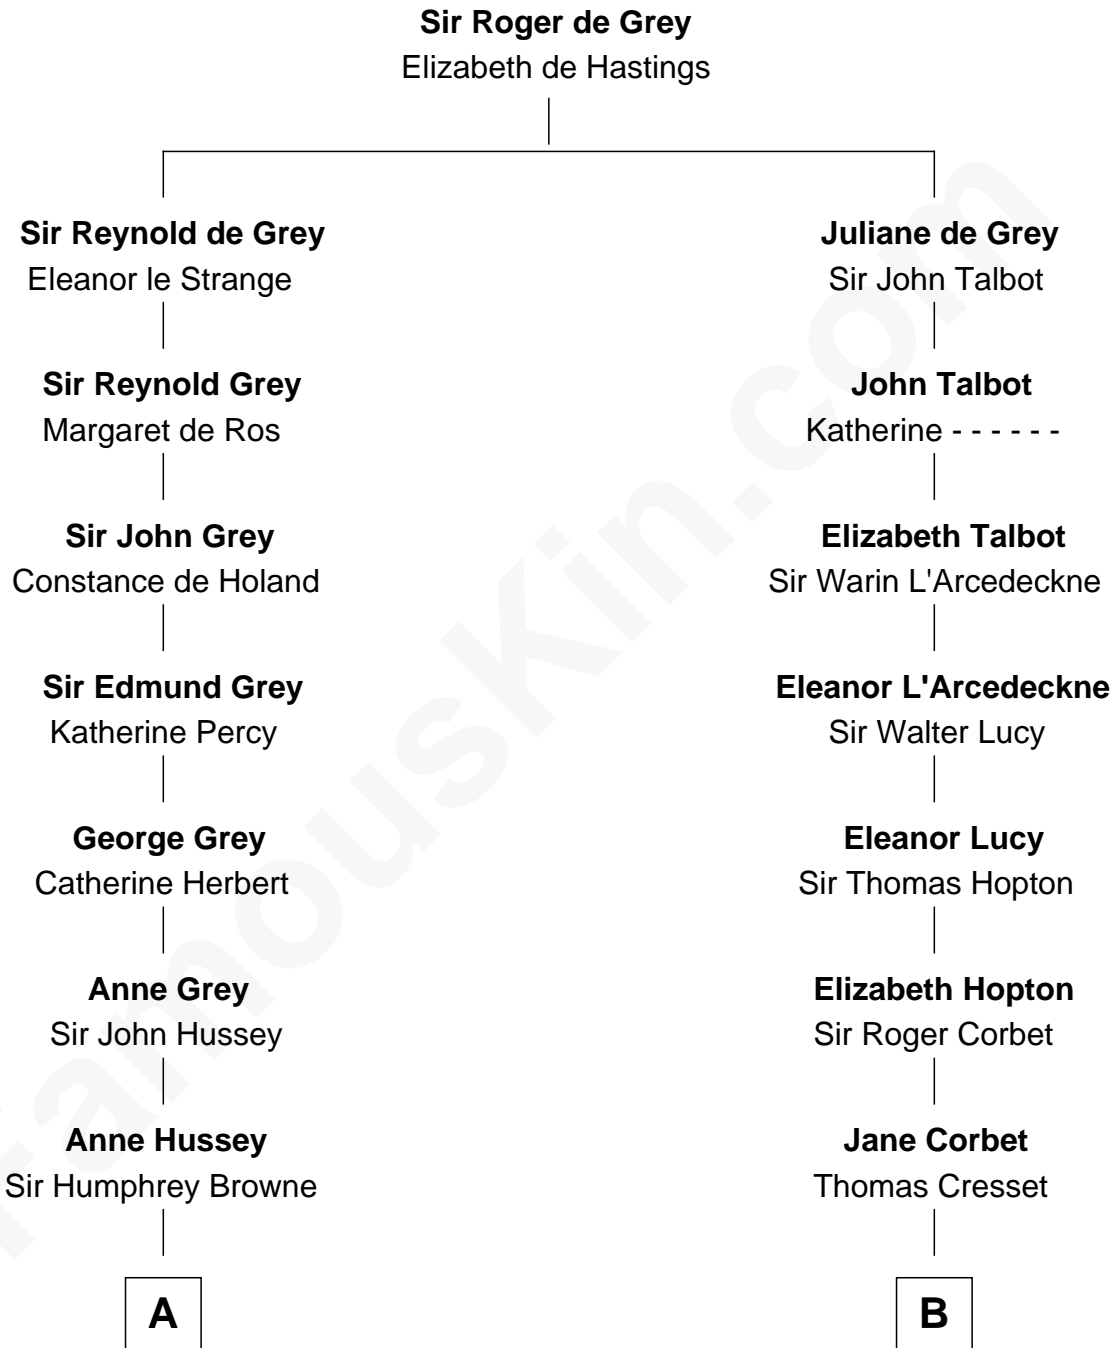 Sir Roger de Grey
Elizabeth de Hastings
Sir Reynold de Grey
Eleanor le Strange
Sir Reynold Grey
Margaret de Ros
Sir John Grey
Constance de Holand
Sir Edmund Grey
Katherine Percy
George Grey
Catherine Herbert
Anne Grey
Sir John Hussey
Anne Hussey
Sir Humphrey Browne
A
Juliane de Grey
Sir John Talbot
John Talbot
Katherine - - - - - -
Elizabeth Talbot
Sir Warin L'Arcedeckne
Eleanor L'Arcedeckne
Sir Walter Lucy
Eleanor Lucy
Sir Thomas Hopton
Elizabeth Hopton
Sir Roger Corbet
Jane Corbet
Thomas Cresset
B
FamousKin.com